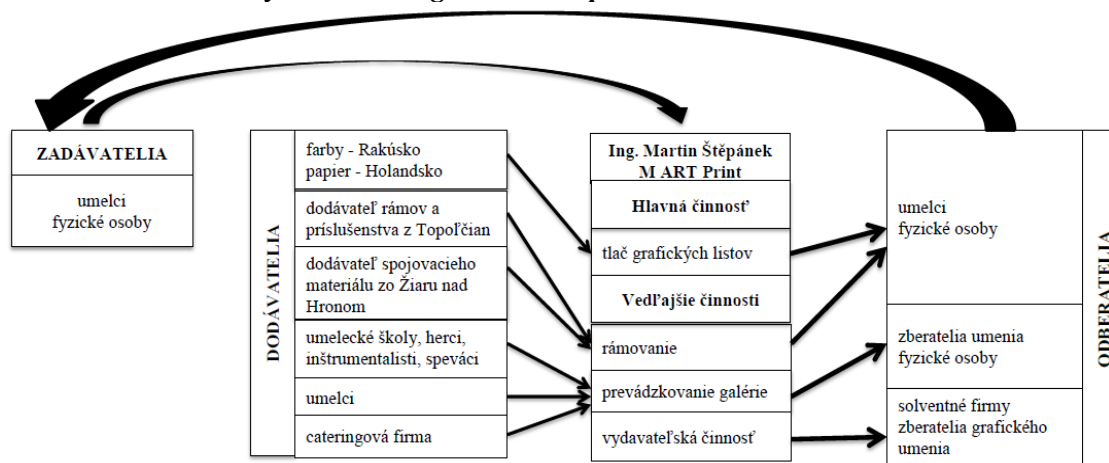 ZADÁVATELIA
umelci
fyzické osoby
DODÁVATELIA
farby - Rakúsko
papier - Holandsko
dodávateľ rámov a
príslušenstva z Topoľčian
dodávateľ spojovacieho
materiálu zo Žiaru nad
Hronom
umelecké školy, herci,
inštrumentalisti, speváci
umelci
cateringová firma
Ing. Martin Štěpánek
M ART Print
Hlavná činnosť
tlač grafických listov
Vedľajšie činnosti
rámovanie
prevádzkovanie galérie
vydavateľská činnosť
umelci
fyzické osoby
zberatelia umenia
fyzické osoby
solventné firmy
zberatelia grafického
umenia
ODBERATELIA